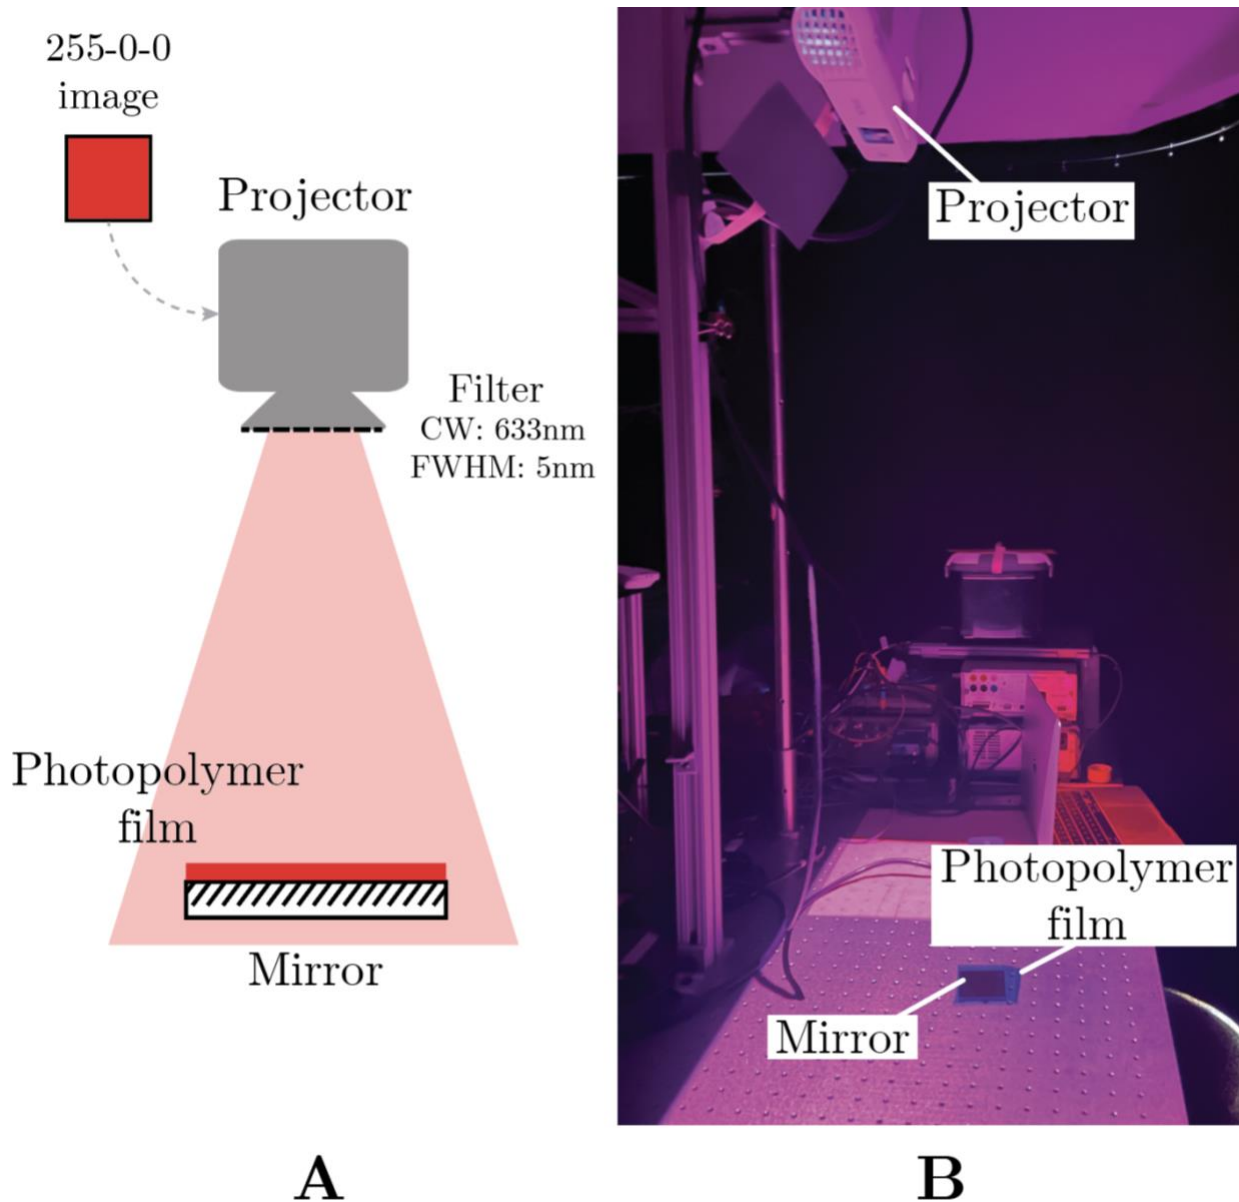 255-0-0
image
Projector
Filter
CW: 633nm
FWHM: 5nm
Photopolymer
film
Mirror
A
Projector
Photopolymer
film
Mirror
B